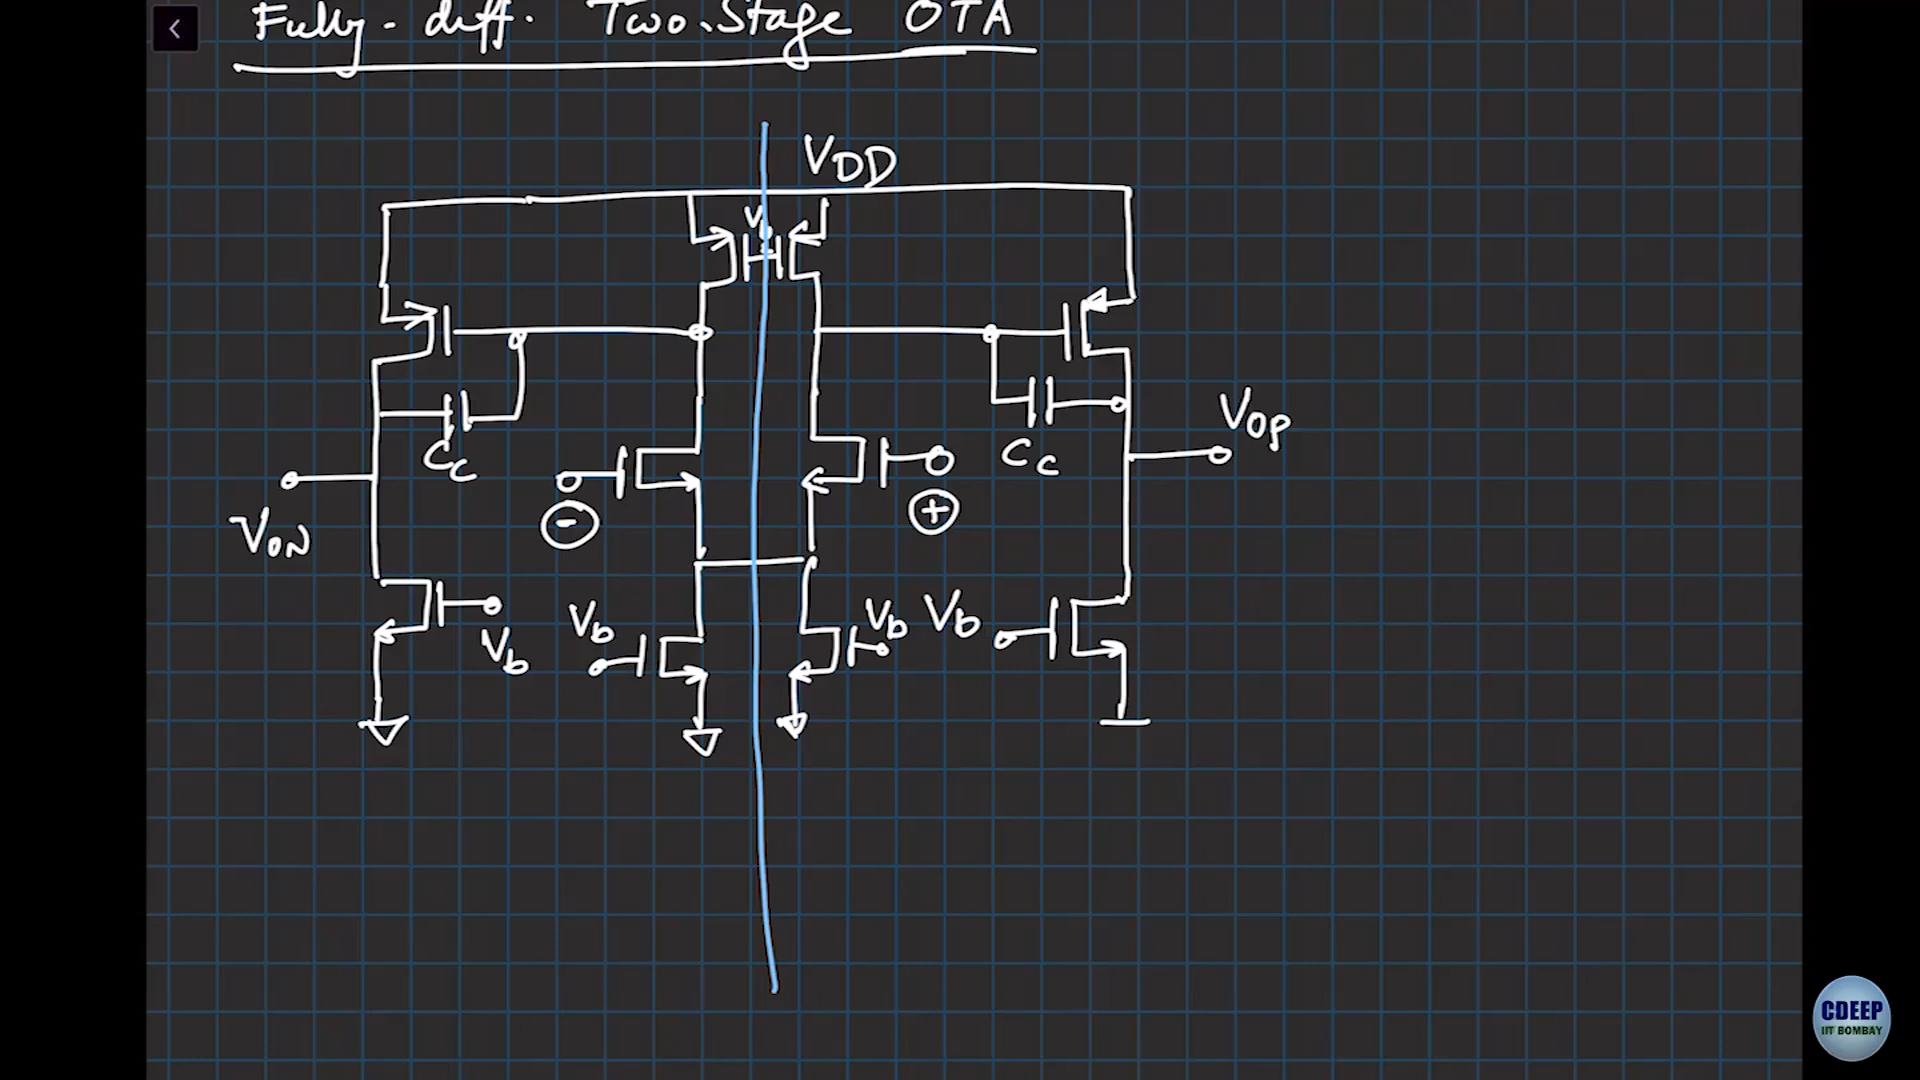 Fully-diff. Two-Stage OTA
VDD
Vb
VOP
CC
CC
-
+
VON
Vb
Vb
Vb
Vb
CDEEP
IIT BOMBAY